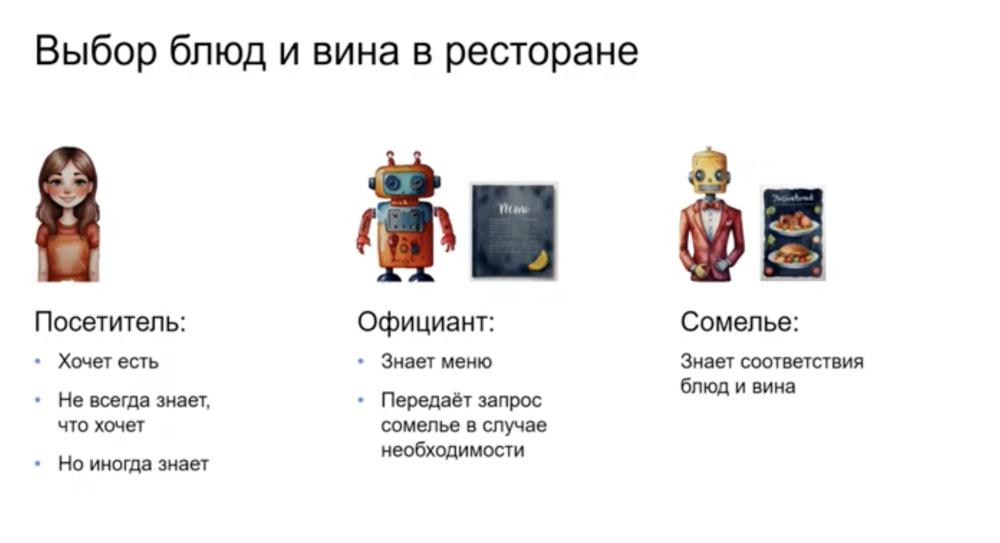 Выбор блюд и вина в ресторане
Menu
Посетитель:
• Хочет есть
• Не всегда знает,
что хочет
• Но иногда знает
Официант:
• Знает меню
• Передаёт запрос
сомелье в случае
необходимости
Сомелье:
Знает соответствия
блюд и вина